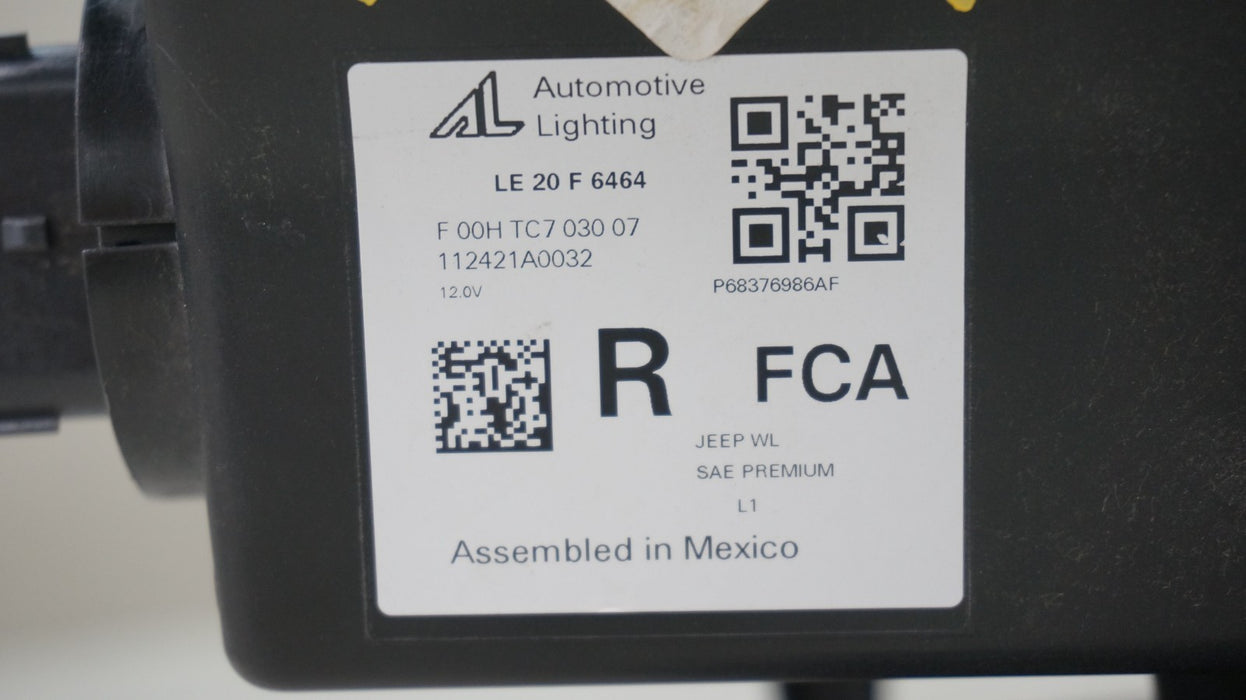 AL Automotive
Lighting
LE 20 F 6464
F 00H TC7 030 07
112421A0032
12.0V
P68376986AF
R FCA
JEEP WL
SAE PREMIUM
L1
Assembled in Mexico